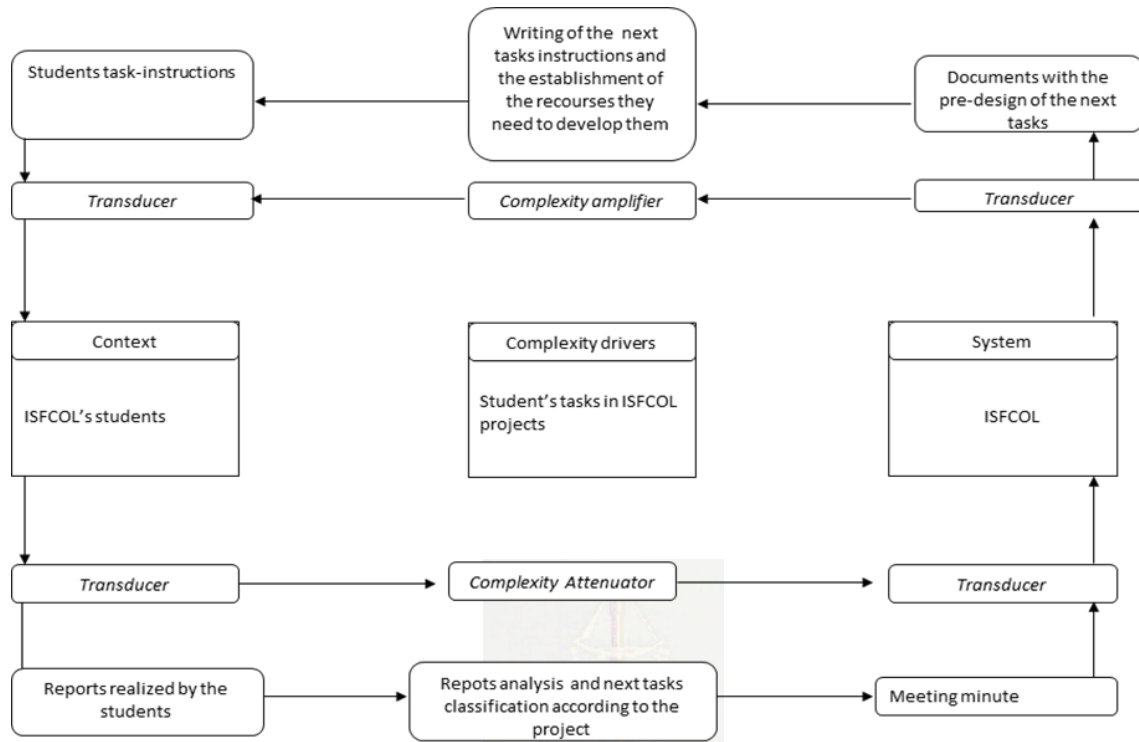 Students task-instructions
Writing of the next
tasks instructions and
the establishment of
the recourses they
need to develop them
Documents with the
pre-design of the next
tasks
Transducer
Complexity amplifier
Transducer
Context
ISFCOL's students
Complexity drivers
Student's tasks in ISFCOL
projects
System
ISFCOL
Transducer
Complexity Attenuator
Transducer
Reports realized by the
students
Repots analysis and next tasks
classification according to the
project
Meeting minute